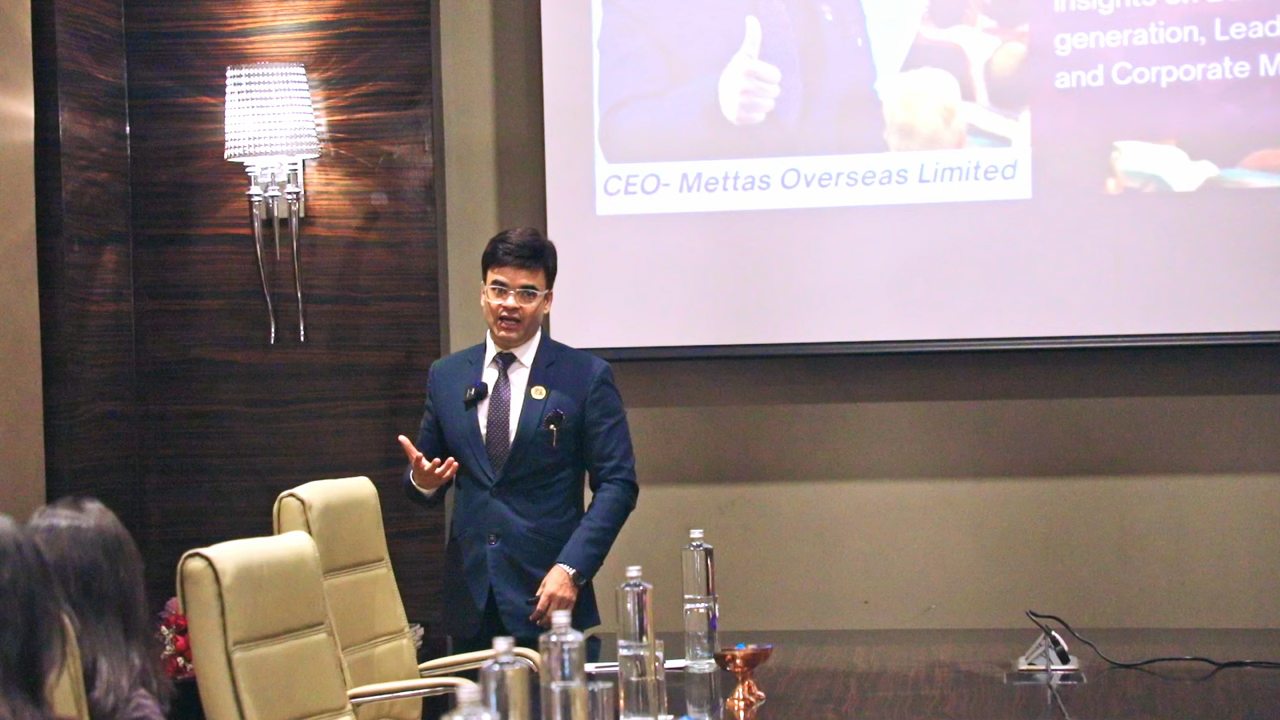 generation, Lead
and Corporate M
CEO- Mettas Overseas Limited